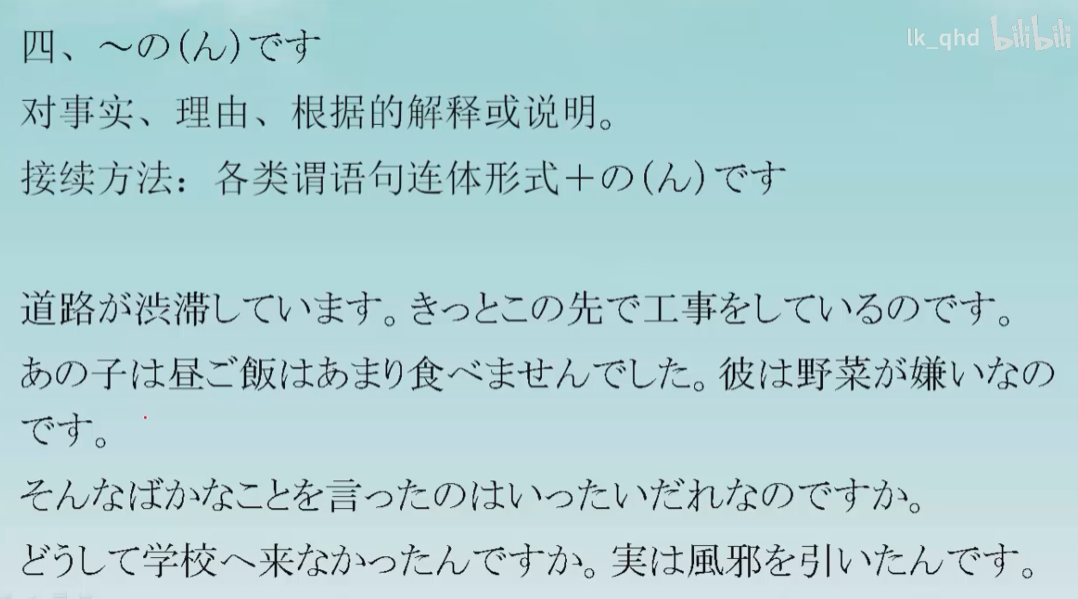 四、～の(ん)です
lk_qhd bilibili
对事实、理由、根据的解释或说明。
接续方法：各类谓语句连体形式＋の(ん)です
道路が渋滞しています。きっとこの先で工事をしているのです。
あの子は昼ご飯はあまり食べませんでした。彼は野菜が嫌いなの
です。
そんなばかなことを言ったのはいったいだれなのですか。
どうして学校へ来なかったんですか。実は風邪を引いたんです。